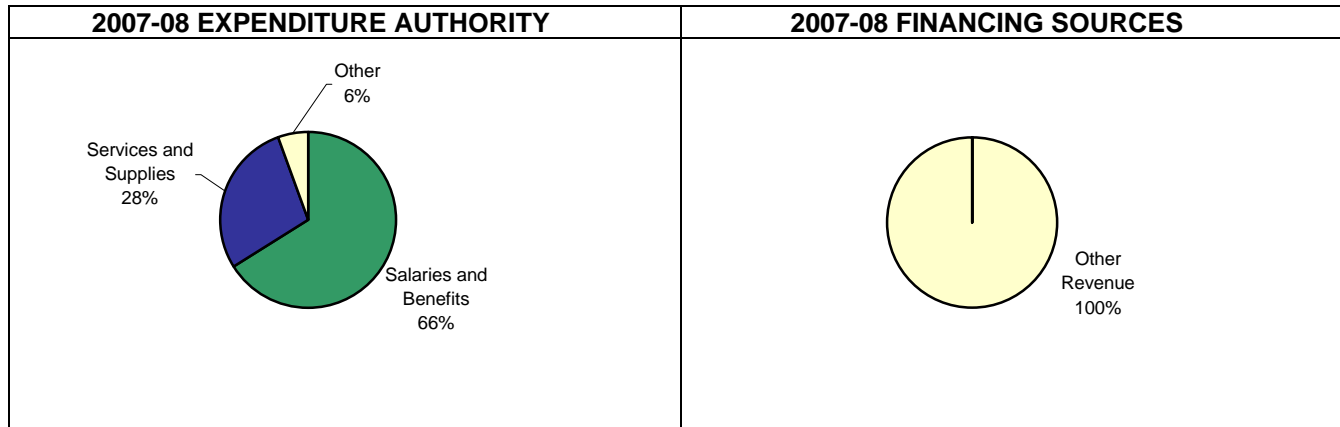 2007-08 EXPENDITURE AUTHORITY
2007-08 FINANCING SOURCES
Other
6%
Services and
Supplies
28%
Salaries and
Benefits
66%
Other
Revenue
100%